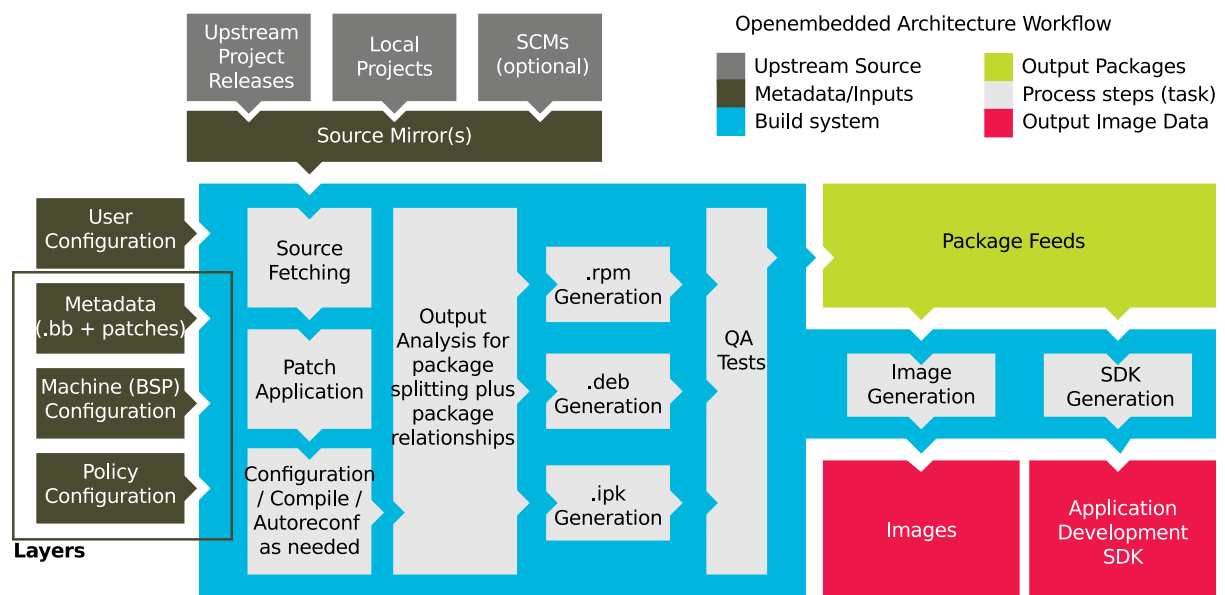 Openembedded Architecture Workflow
Upstream Source
Metadata/Inputs
Build system
Output Packages
Process steps (task)
Output Image Data
Upstream
Project
Releases
Local
Projects
SCMs
(optional)
Source Mirror(s)
User
Configuration
Metadata
(.bb + patches)
Machine (BSP)
Configuration
Policy
Configuration
Layers
Source
Fetching
Patch
Application
Configuration
/ Compile /
Autoreconf
as needed
Output
Analysis for
package
splitting plus
package
relationships
.rpm
Generation
.deb
Generation
.ipk
Generation
QA
Tests
Package Feeds
Image
Generation
SDK
Generation
Images
Application
Development
SDK